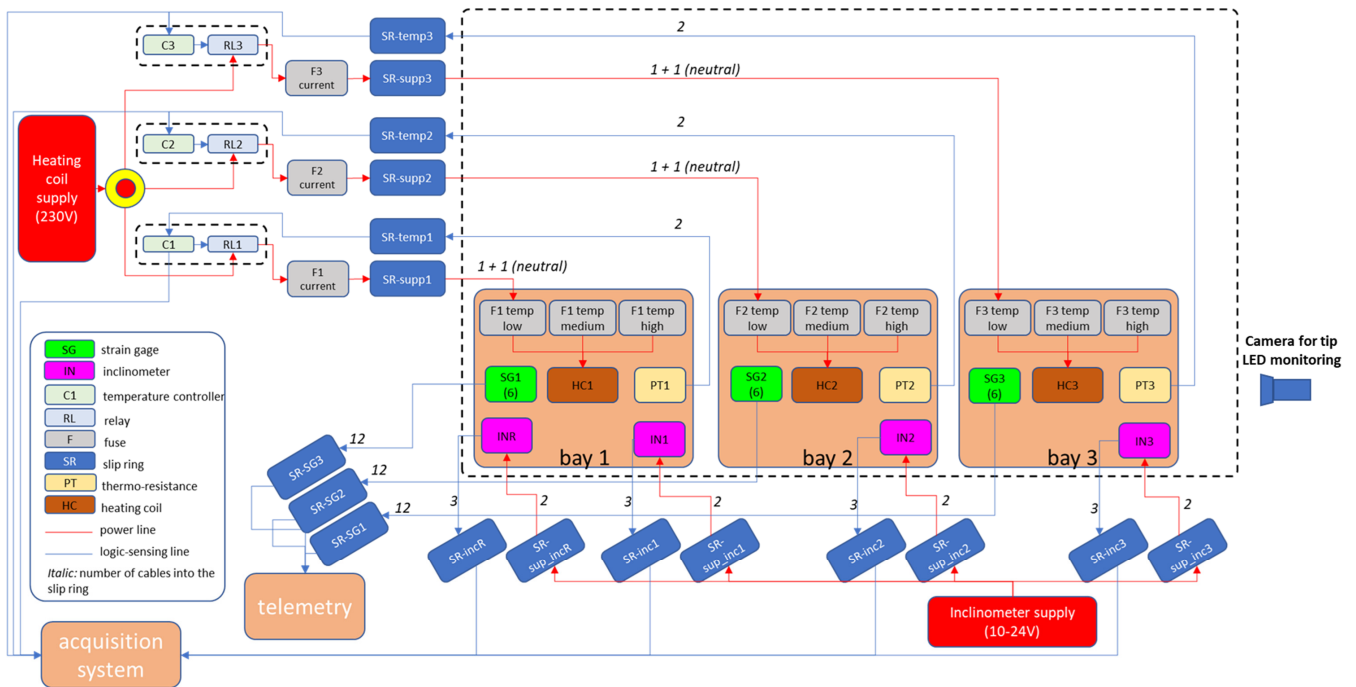 C3
RL3
F3
current
SR-temp3
SR-supp3
2
1 + 1 (neutral)
Heating
coil
supply
(230V)
C2
RL2
F2
current
SR-temp2
SR-supp2
2
1 + 1 (neutral)
C1
RL1
F1
current
SR-temp1
SR-supp1
2
1 + 1 (neutral)
F1 temp
low
F1 temp
medium
F1 temp
high
SG1
(6)
HC1
PT1
INR
IN1
bay 1
F2 temp
low
F2 temp
medium
F2 temp
high
SG2
(6)
HC2
PT2
IN2
bay 2
F3 temp
low
F3 temp
medium
F3 temp
high
SG3
(6)
HC3
PT3
IN3
bay 3
Camera for tip
LED monitoring
SG
strain gage
IN
inclinometer
C1
temperature controller
RL
relay
F
fuse
SR
slip ring
PT
thermo-resistance
HC
heating coil
power line
logic-sensing line
Italic: number of cables into the
slip ring
12
SR-SG3
12
SR-SG2
12
SR-SG1
telemetry
acquisition
system
3
2
3
2
3
2
3
2
SR-incR
SR-
sup_incR
SR-inc1
SR-
sup_inc1
SR-inc2
SR-
sup_inc2
SR-inc3
SR-
sup_inc3
Inclinometer supply
(10-24V)